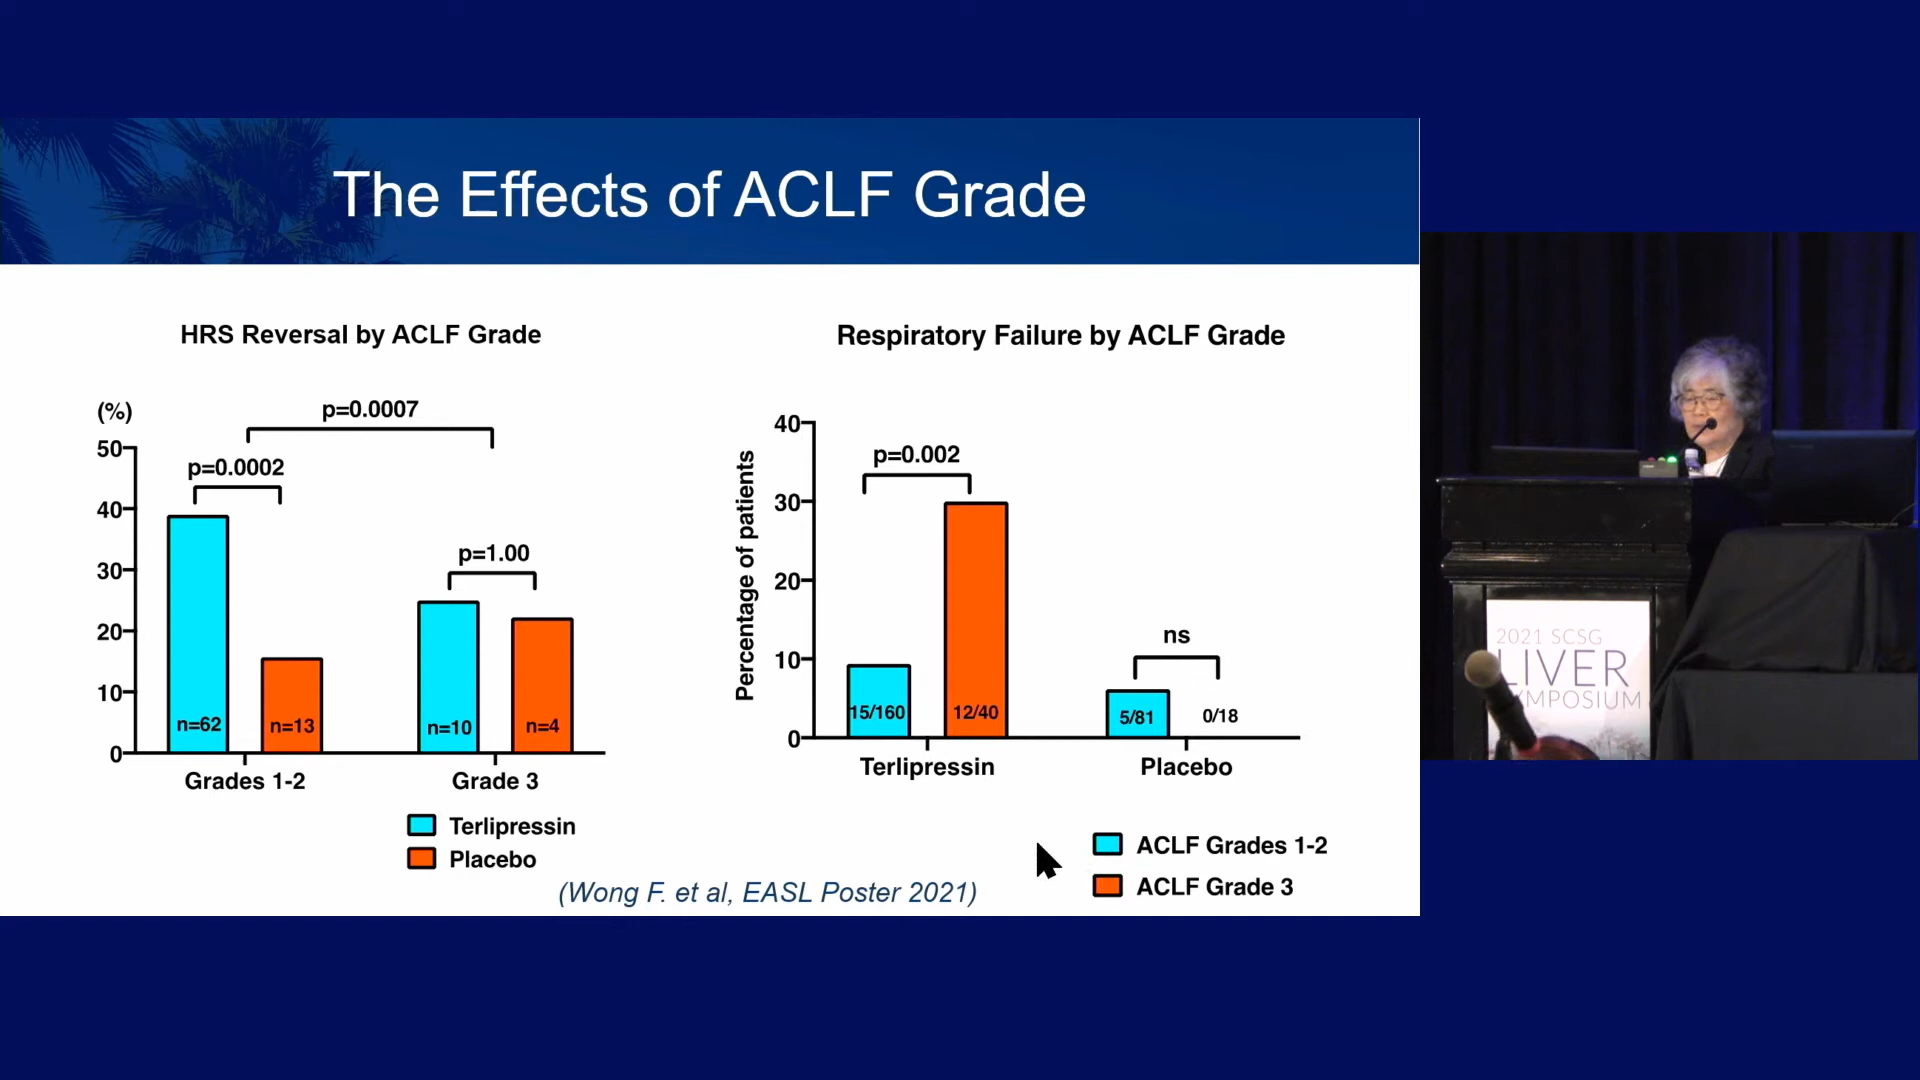 The Effects of ACLF Grade
HRS Reversal by ACLF Grade
(%)
p=0.0007
50
p=0.0002
40
p=1.00
30
20
10
n=62
n=13
n=10
n=4
0
Grades 1-2
Grade 3
Terlipressin
Placebo
Respiratory Failure by ACLF Grade
Percentage of patients
40
p=0.002
30
20
ns
10
15/160
12/40
5/81
0/18
0
Terlipressin
Placebo
ACLF Grades 1-2
ACLF Grade 3
(Wong F. et al, EASL Poster 2021)
2021 SCSG
LIVER
YMPOSIUM